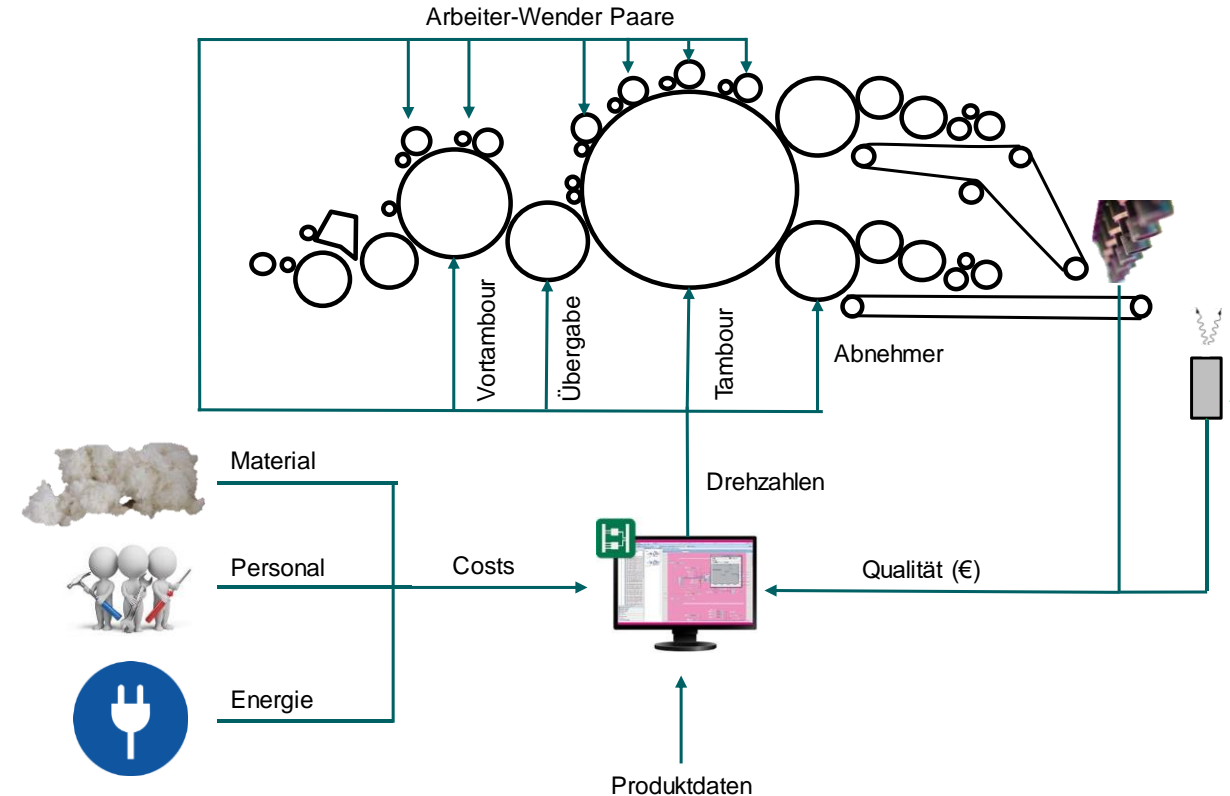 Arbeiter-Wender Paare
Vortambour
Übergabe
Tambour
Abnehmer
Material
Drehzahlen
Personal
Costs
Qualität (€)
Energie
Produktdaten